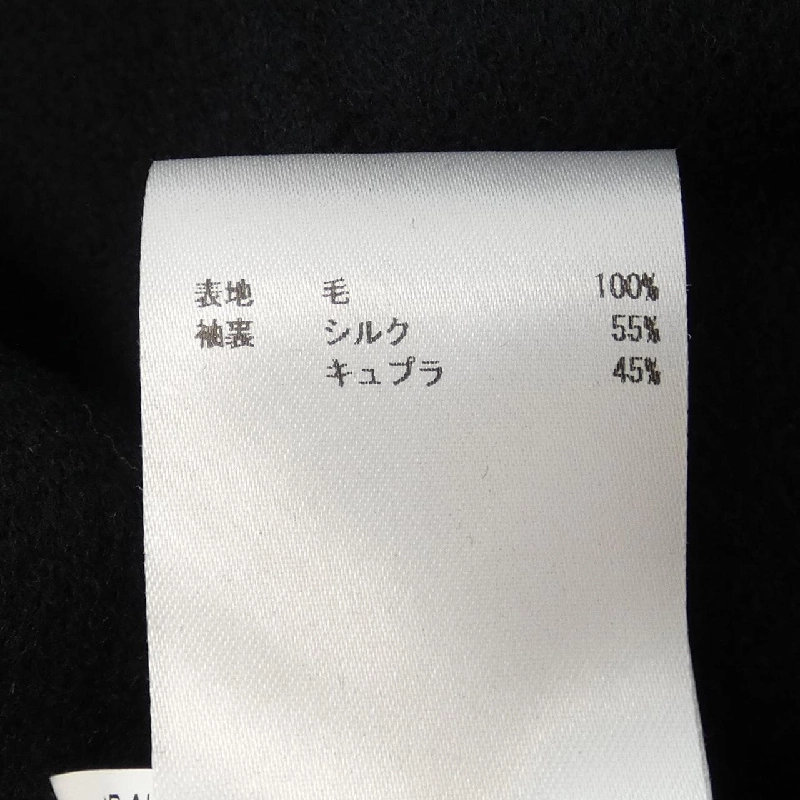 表地 毛 100%
袖裏 シルク 55%
キュプラ 45%